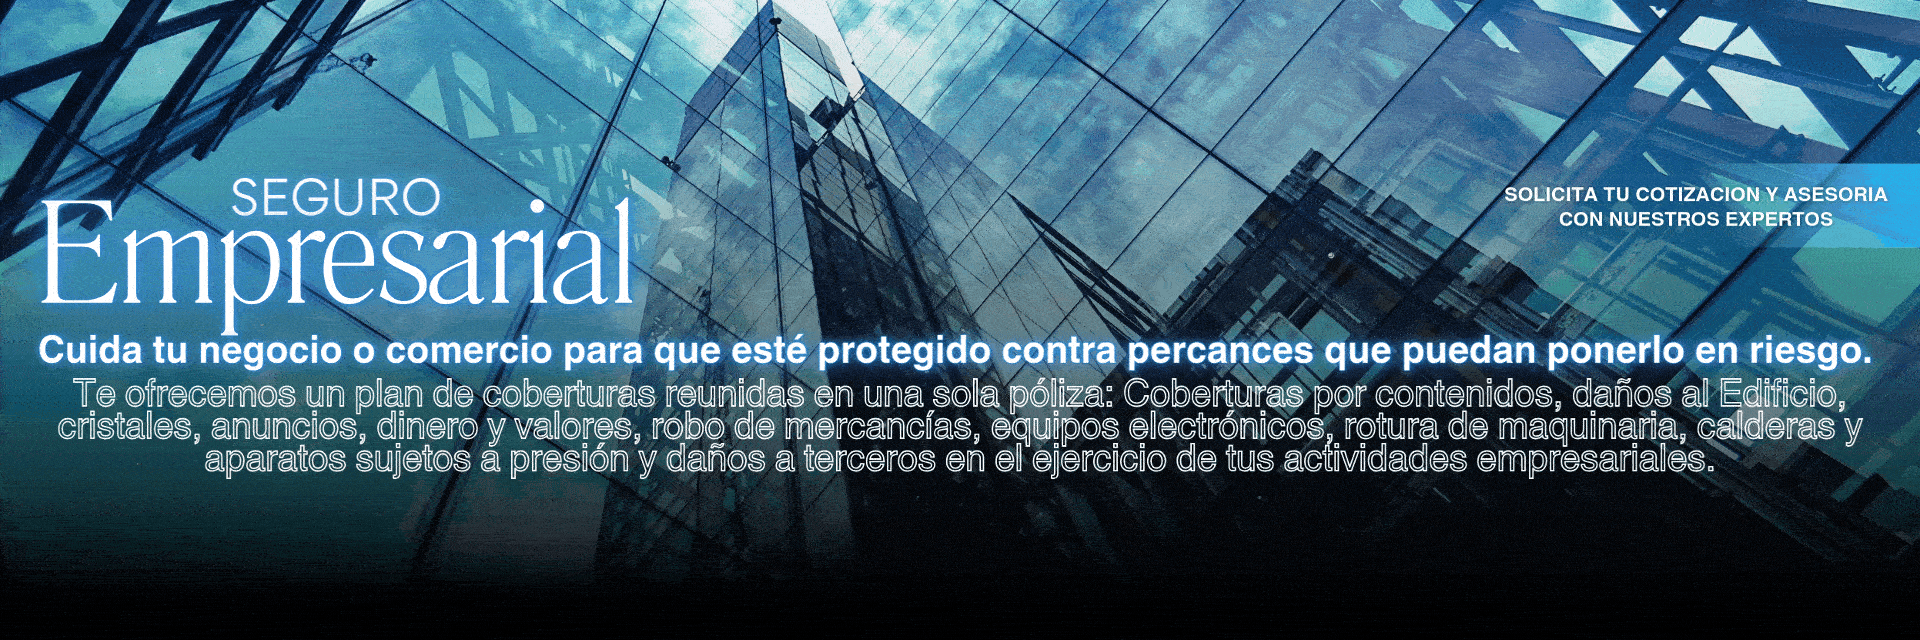 SEGURO
Empresarial
SOLICITA TU COTIZACION Y ASESORIA
CON NUESTROS EXPERTOS
Cuida tu negocio o comercio para que esté protegido contra percances que puedan ponerlo en riesgo.
Te ofrecemos un plan de coberturas reunidas en una sola póliza: Coberturas por contenidos, daños al Edificio,
cristales, anuncios, dinero y valores, robo de mercancías, equipos electrónicos, rotura de maquinaria, calderas y
aparatos sujetos a presión y daños a terceros en el ejercicio de tus actividades empresariales.